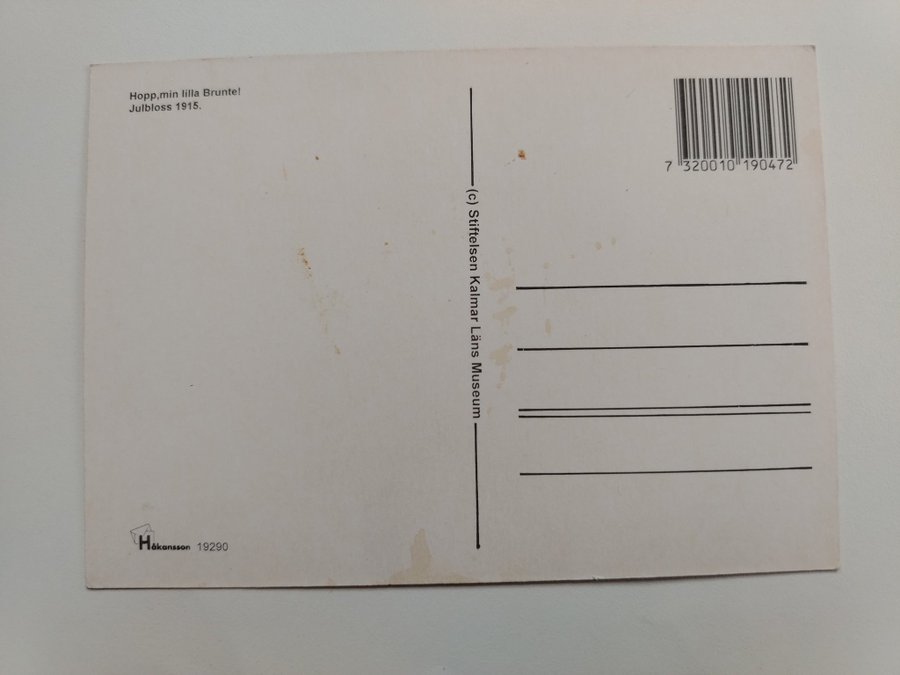 Hopp,min lilla Brunte!
Julbloss 1915.
(c) Stiftelsen Kalmar Läns Museum
7 320010 190472
Håkansson 19290